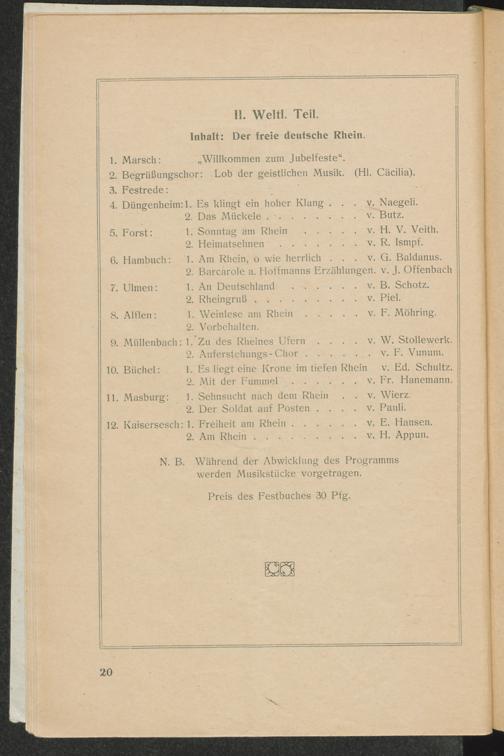 II. Weltl. Teil.
Inhalt: Der freie deutsche Rhein.
1. Marsch: „Willkommen zum Jubelfeste“.
2. Begrüßungschor: Lob der geistlichen Musik. (Hl. Cäcilia).
3. Festrede:
4. Düngenheim: 1. Es klingt ein hoher Klang . . . v. Naegeli.
2. Das Mückele . . . . . . . . v. Butz.
5. Forst: 1. Sonntag am Rhein . . . . . v. H. V. Veith.
2. Heimatsehnen . . . . . . . v. R. Ismpf.
6. Hambuch: 1. Am Rhein, o wie herrlich . . . v. G. Baldanus.
2. Barcarole a. Hoffmanns Erzählungen. v. J. Offenbach
7. Ulmen: 1. An Deutschland . . . . . . v. B. Schotz.
2. Rheingruß . . . . . . . . . v. Piel.
8. Alflen: 1. Weinlese am Rhein . . . . . v. F. Möhring.
2. Vorbehalten.
9. Müllenbach: 1. Zu des Rheines Ufern . . . . v. W. Stollewerk.
2. Auferstehungs-Chor . . . . . . v. F. Vunum.
10. Büchel: 1. Es liegt eine Krone im tiefen Rhein v. Ed. Schultz.
2. Mit der Fummel . . . . . . v. Fr. Hanemann.
11. Masburg: 1. Sehnsucht nach dem Rhein . . v. Wierz
2. Der Soldat auf Posten . . . . v. Pauli.
12. Kaisersesch: 1. Freiheit am Rhein . . . . . . v. E. Hansen.
2. Am Rhein . . . . . . . . . v. H. Appun.
N. B. Während der Abwicklung des Programms
werden Musikstücke vorgetragen.
Preis des Festbuches 30 Pfg.
20